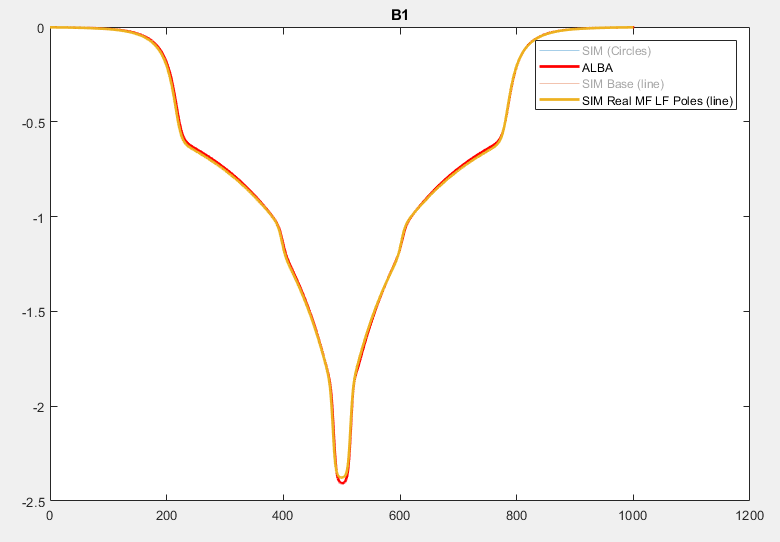 B1
0
-0.5
-1
-1.5
-2
-2.5
0 200 400 600 800 1000 1200
SIM (Circles)
ALBA
SIM Base (line)
SIM Real MF LF Poles (line)